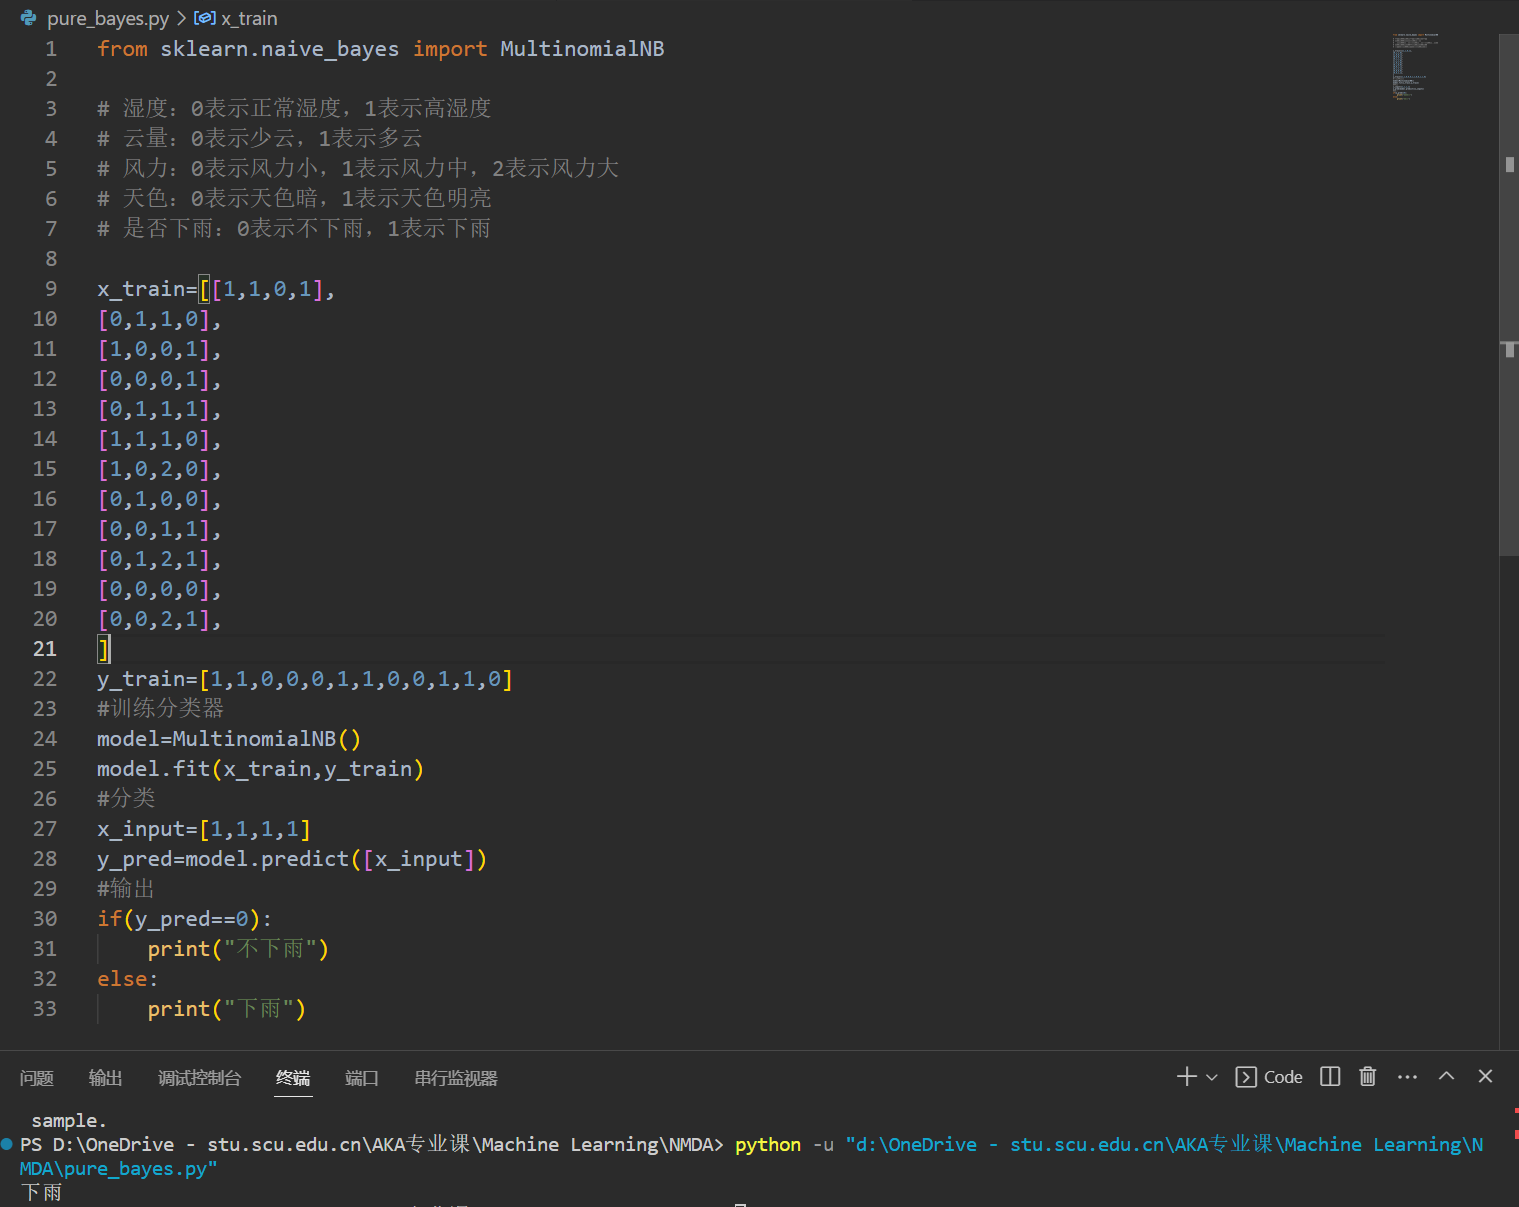 pure_bayes.py > x_train
1 from sklearn.naive_bayes import MultinomialNB
2
3 # 湿度：0表示正常湿度，1表示高湿度
4 # 云量：0表示少云，1表示多云
5 # 风力：0表示风力小，1表示风力中，2表示风力大
6 # 天色：0表示天色暗，1表示天色明亮
7 # 是否下雨：0表示不下雨，1表示下雨
8
9 x_train=[[1,1,0,1],
10 [0,1,1,0],
11 [1,0,0,1],
12 [0,0,0,1],
13 [0,1,1,1],
14 [1,1,1,0],
15 [1,0,2,0],
16 [0,1,0,0],
17 [0,0,1,1],
18 [0,1,2,1],
19 [0,0,0,0],
20 [0,0,2,1],
21 ]
22 y_train=[1,1,0,0,0,1,1,0,0,1,1,0]
23 #训练分类器
24 model=MultinomialNB()
25 model.fit(x_train,y_train)
26 #分类
27 x_input=[1,1,1,1]
28 y_pred=model.predict([x_input])
29 #输出
30 if(y_pred==0):
31     print("不下雨")
32 else:
33     print("下雨")
问题 输出 调试控制台 终端 端口 串行监视器 Code
sample.
PS D:\OneDrive - stu.scu.edu.cn\AKA专业课\Machine Learning\NMDA> python -u "d:\OneDrive - stu.scu.edu.cn\AKA专业课\Machine Learning\N
MDA\pure_bayes.py"
下雨